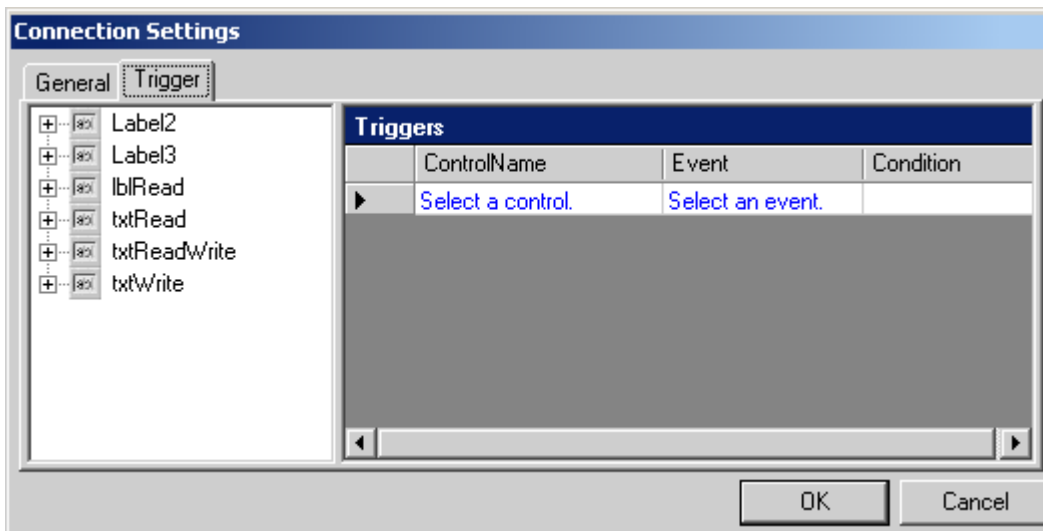 Connection Settings
General Trigger
Label2
Label3
lblRead
txtRead
txtReadWrite
txtWrite
Triggers
ControlName Event Condition
Select a control. Select an event.
OK Cancel